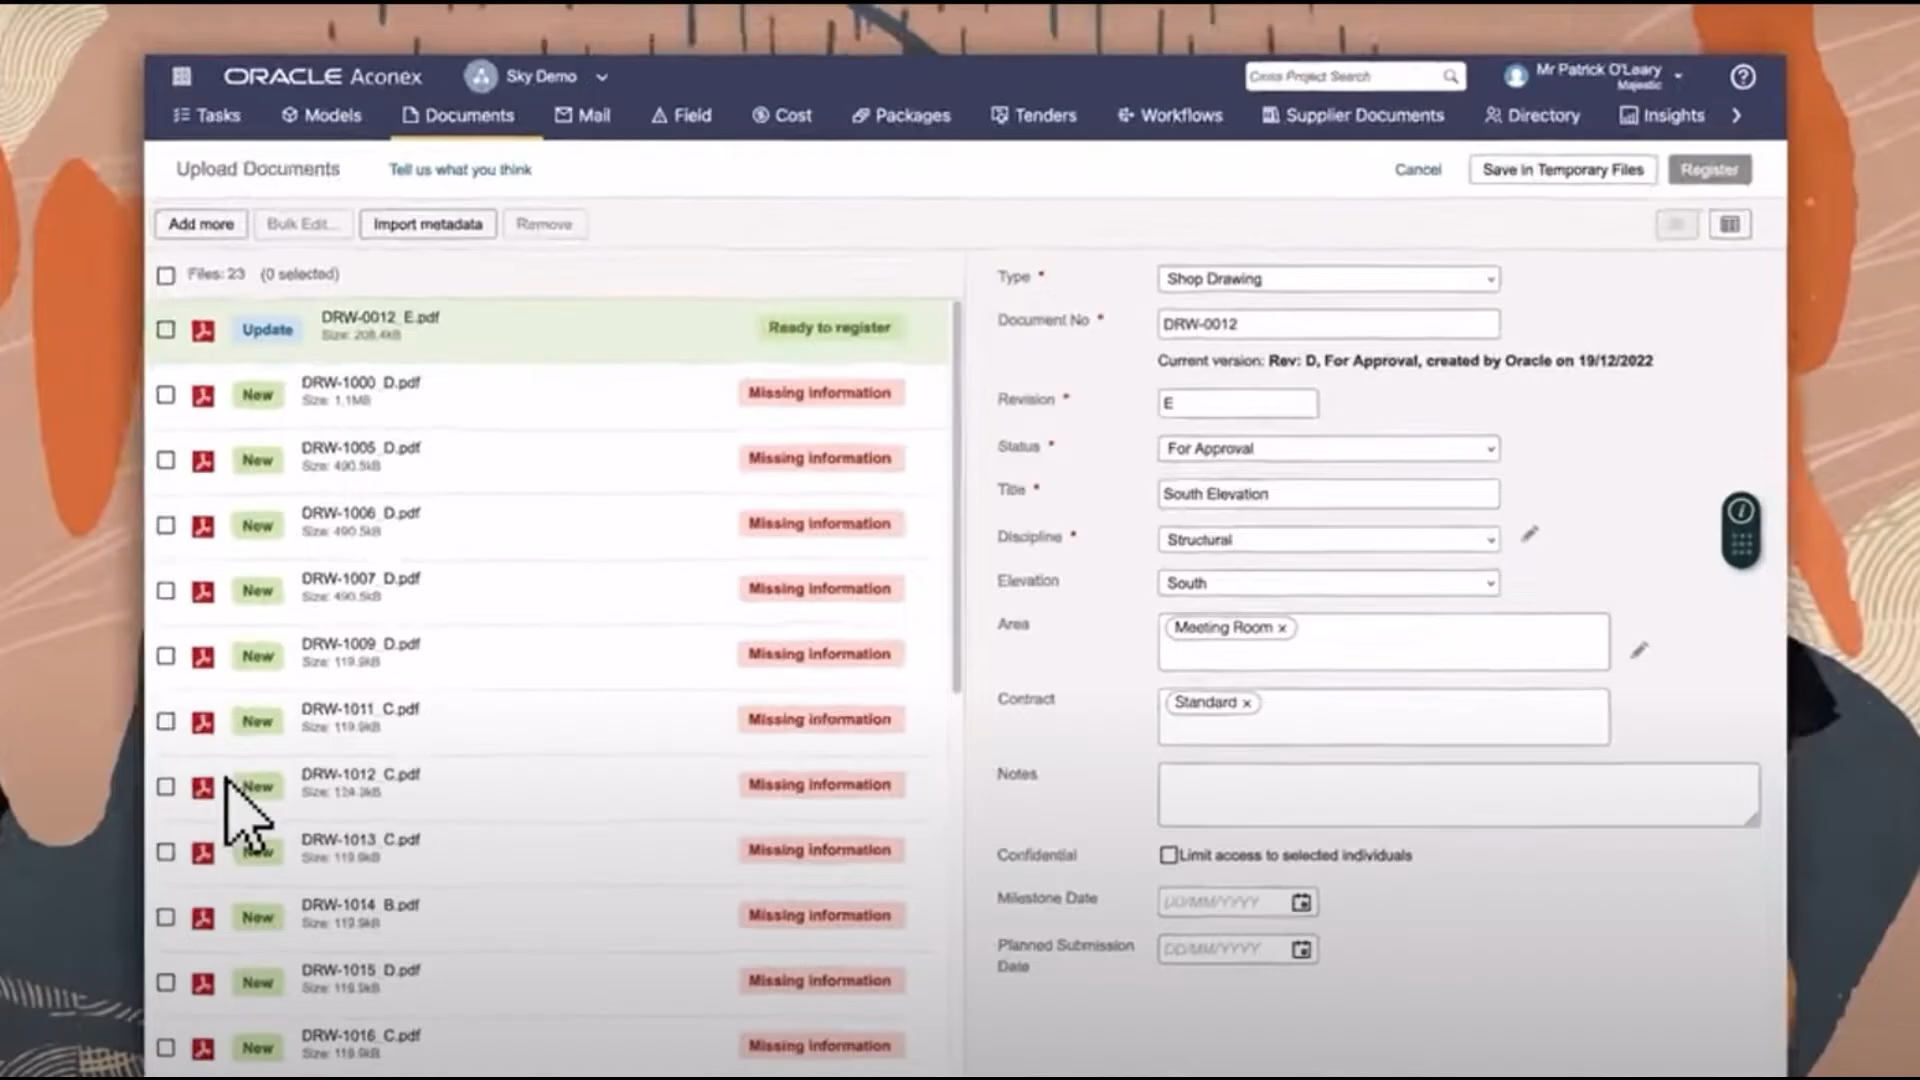 ORACLE Aconex
Sky Demo
Cross Project Search
Mr Patrick O'Leary
Majestic
Tasks Models Documents Mail Field Cost Packages Tenders Workflows Supplier Documents Directory Insights
Upload Documents Tell us what you think Cancel Save in Temporary Files Register
Add more Bulk Edit... Import metadata Remove
Files: 23 (0 selected)
Update DRW-0012_E.pdf Ready to register
Size: 208.4kB
New DRW-1000_D.pdf Missing information
Size: 1.1MB
New DRW-1005_D.pdf Missing information
Size: 490.5kB
New DRW-1006_D.pdf Missing information
Size: 490.5kB
New DRW-1007_D.pdf Missing information
Size: 490.5kB
New DRW-1009_D.pdf Missing information
Size: 119.9kB
New DRW-1011_C.pdf Missing information
Size: 119.9kB
New DRW-1012_C.pdf Missing information
Size: 124.3kB
New DRW-1013_C.pdf Missing information
Size: 119.9kB
New DRW-1014_B.pdf Missing information
Size: 119.9kB
New DRW-1015_D.pdf Missing information
Size: 119.9kB
New DRW-1016_C.pdf Missing information
Size: 119.9kB
Type * Shop Drawing
Document No * DRW-0012
Current version: Rev: D, For Approval, created by Oracle on 19/12/2022
Revision * E
Status * For Approval
Title * South Elevation
Discipline * Structural
Elevation South
Area Meeting Room ×
Contract Standard ×
Notes
Confidential Limit access to selected individuals
Milestone Date DD/MM/YYYY
Planned Submission DD/MM/YYYY
Date